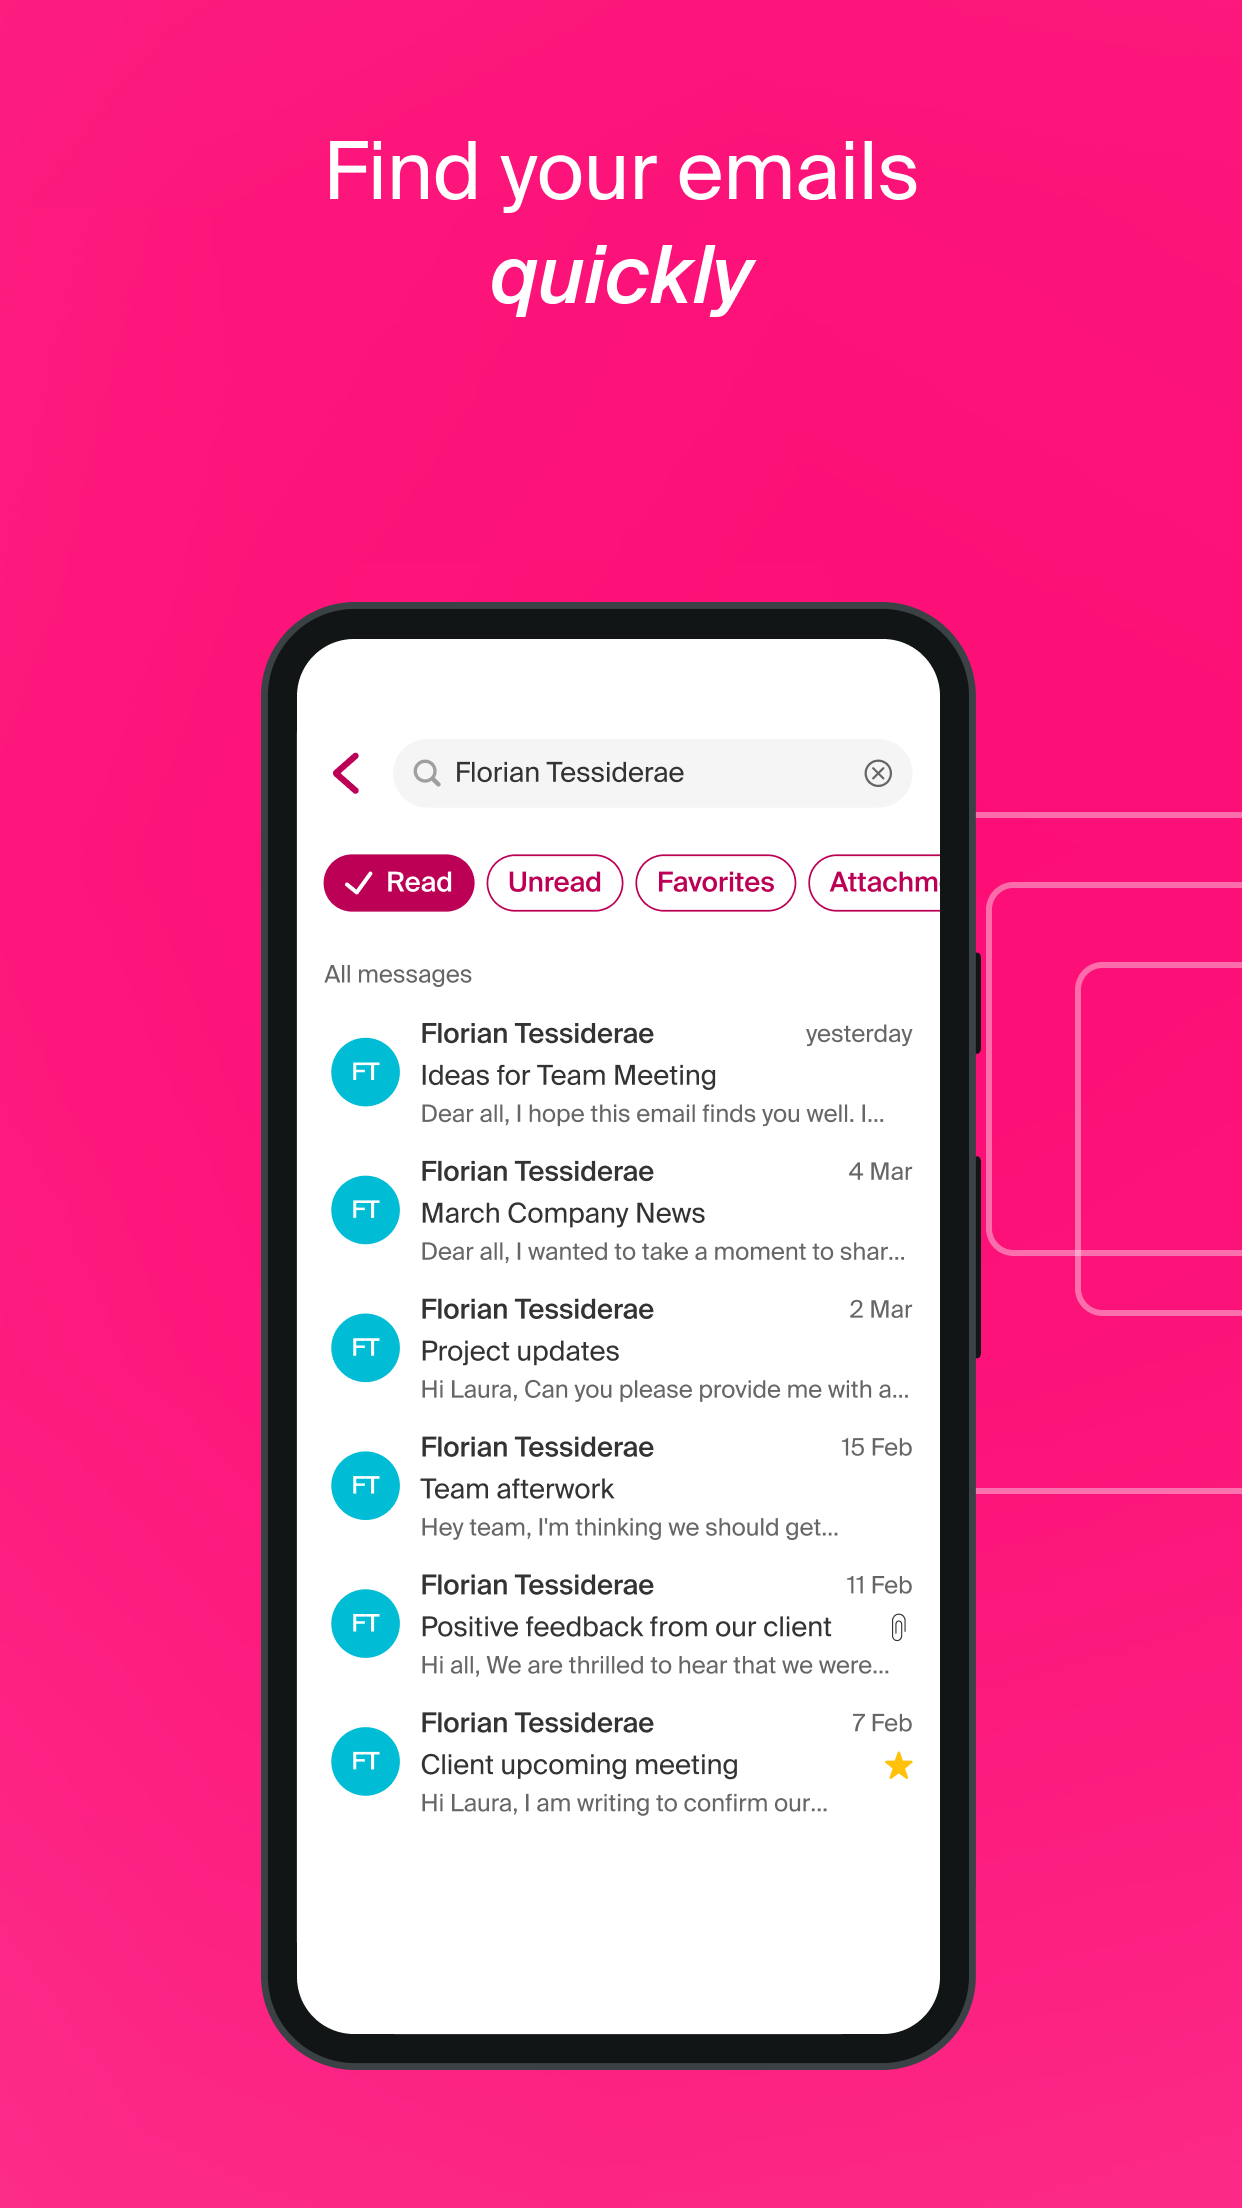 Find your emails
quickly
Florian Tessiderae
Read Unread Favorites Attachm
All messages
Florian Tessiderae yesterday
FT
Ideas for Team Meeting
Dear all, I hope this email finds you well. I...
Florian Tessiderae 4 Mar
FT
March Company News
Dear all, I wanted to take a moment to shar...
Florian Tessiderae 2 Mar
FT
Project updates
Hi Laura, Can you please provide me with a...
Florian Tessiderae 15 Feb
FT
Team afterwork
Hey team, I'm thinking we should get...
Florian Tessiderae 11 Feb
FT
Positive feedback from our client
Hi all, We are thrilled to hear that we were...
Florian Tessiderae 7 Feb
FT
Client upcoming meeting
Hi Laura, I am writing to confirm our...